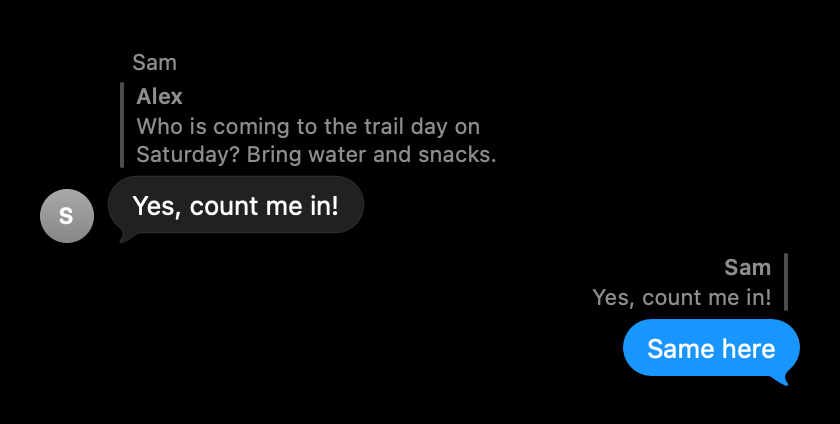 Sam
Alex
Who is coming to the trail day on
Saturday? Bring water and snacks.
S
Yes, count me in!
Sam
Yes, count me in!
Same here